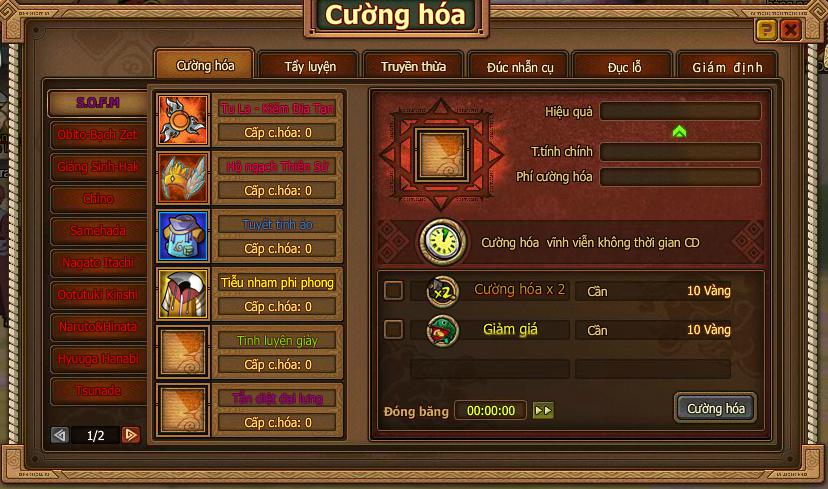 Cường hóa
?
Cường hóa
Tẩy luyện
Truyền thừa
Đúc nhẫn cụ
Đục lỗ
Giám định
S.O.F.M
Obito-Bạch Zet
Giáng Sinh-Hak
Chino
Samehada
Nagato Itachi
Ootutuki Kinshi
Naruto&Hinata
Hyuuga Hanabi
Tsunade
1/2
Tu La - Kiếm Địa Tạn
Cấp c.hóa: 0
Hộ ngạch Thiên Sứ
Cấp c.hóa: 0
Tuyệt tinh áo
Cấp c.hóa: 0
Tiễu nham phi phong
Cấp c.hóa: 0
Tinh luyện giày
Cấp c.hóa: 0
Tẫn diệt đai lưng
Cấp c.hóa: 0
Hiệu quả
T.tính chính
Phí cường hóa
Cường hóa vĩnh viễn không thời gian CD
x2 Cường hóa x 2 Cần 10 Vàng
Giảm giá Cần 10 Vàng
Đóng băng 00:00:00
Cường hóa